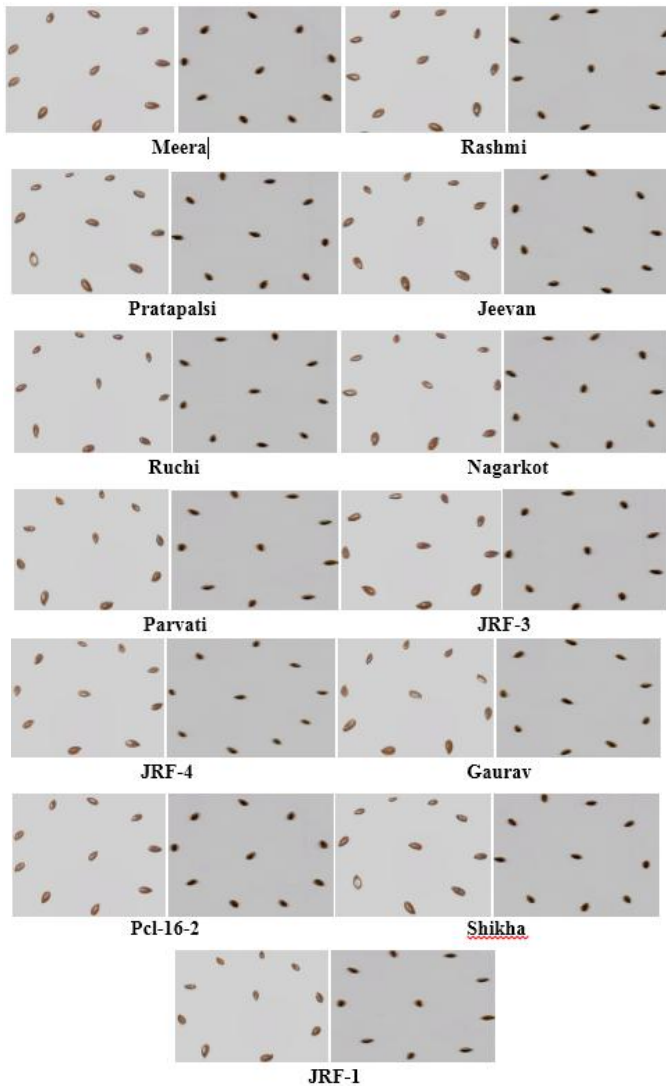 Meera
Rashmi
Pratapalsi
Jeevan
Ruchi
Nagarkot
Parvati
JRF-3
JRF-4
Gaurav
Pcl-16-2
Shikha
JRF-1